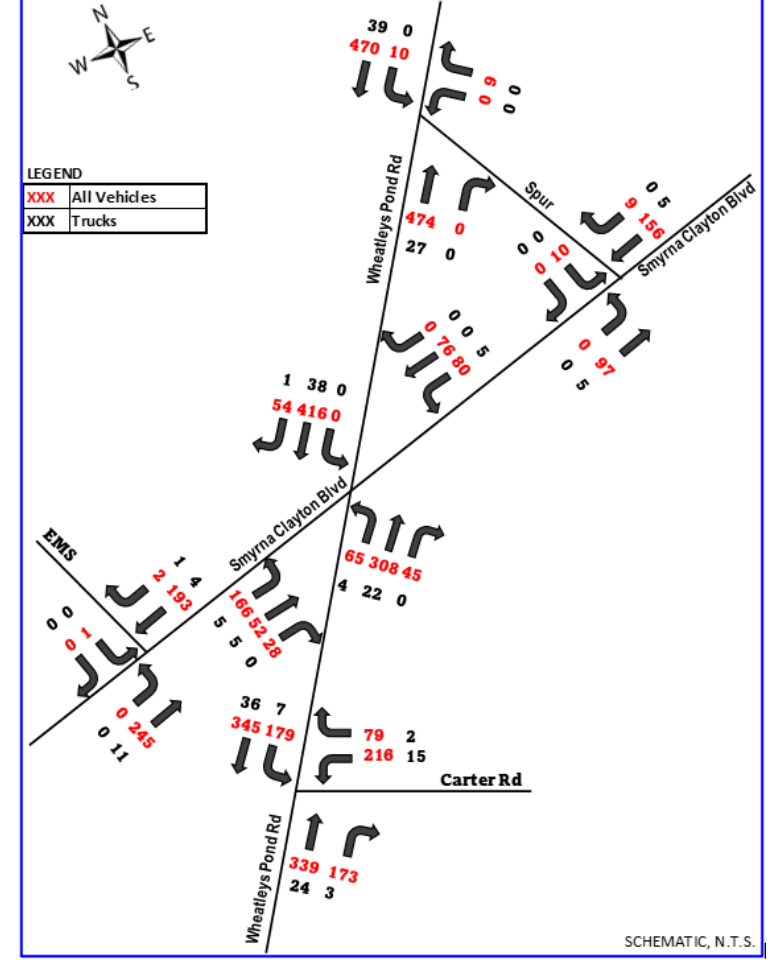 N
E
W
S
39 0
470 10
9 0
0 0
LEGEND
XXX All Vehicles
XXX Trucks
Wheatleys Pond Rd
Spur
Smyrna Clayton Blvd
474 0
27 0
0 5
9 156
0 0
0 10
0 97
0 5
0 0 5
0 76 80
1 38 0
54 416 0
Smyrna Clayton Blvd
EMS
65 308 45
4 22 0
1 4
2 193
0 0
0 1
0 245
0 11
166 52 28
5 5 0
36 7
345 179
79 2
216 15
Carter Rd
Wheatleys Pond Rd
339 173
24 3
SCHEMATIC, N.T.S.